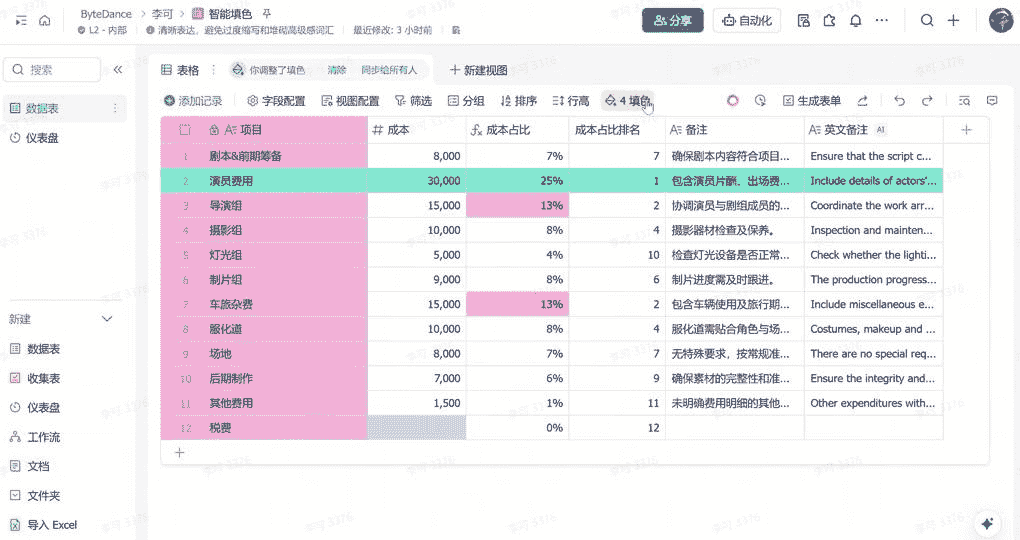 ByteDance > 李可 > 智能填色
L2 - 内部 清晰表达，避免过度缩写和堆砌高级感词汇 最近修改: 3 小时前
分享
自动化
搜索
数据表
仪表盘
新建
数据表
收集表
仪表盘
工作流
文档
文件夹
导入 Excel
表格 你调整了填色 清除 同步给所有人 新建视图
添加记录 字段配置 视图配置 筛选 分组 排序 行高 4 填色 生成表单
项目 成本 成本占比 成本占比排名 备注 英文备注 AI
1 剧本&前期筹备 8,000 7% 7 确保剧本内容符合项目... Ensure that the script c...
2 演员费用 30,000 25% 1 包含演员片酬、出场费... Include details of actors'...
3 导演组 15,000 13% 2 协调演员与剧组成员的... Coordinate the work arr...
4 摄影组 10,000 8% 4 摄影器材检查及保养。 Inspection and mainten...
5 灯光组 5,000 4% 10 检查灯光设备是否正常... Check whether the lighti...
6 制片组 9,000 8% 6 制片进度需及时跟进。 The production progress...
7 车旅杂费 15,000 13% 2 包含车辆使用及旅行期... Include miscellaneous e...
8 服化道 10,000 8% 4 服化道需贴合角色与场... Costumes, makeup and ...
9 场地 8,000 7% 7 无特殊要求，按常规准... There are no special req...
10 后期制作 7,000 6% 9 确保素材的完整性和准... Ensure the integrity and...
11 其他费用 1,500 1% 11 未明确费用明细的其他... Other expenditures with...
12 税费 0% 12
李可 3376